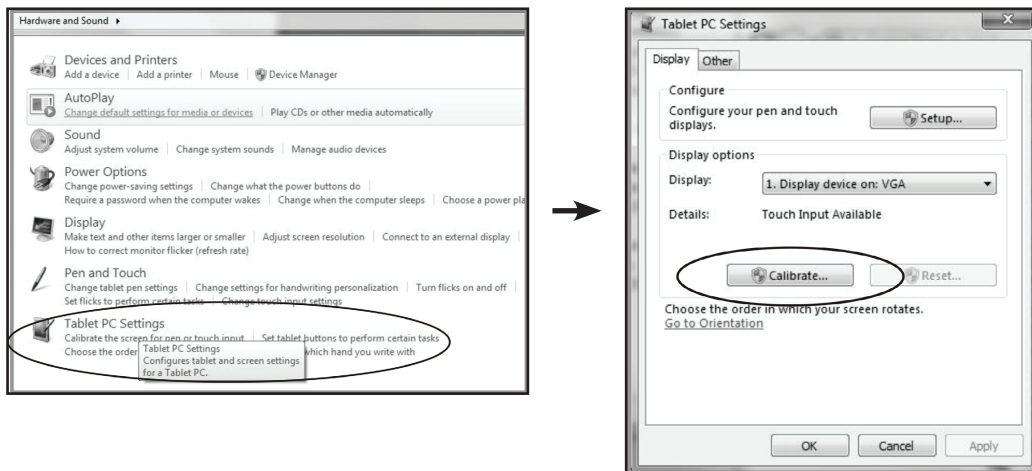 Hardware and Sound
Devices and Printers
Add a device Add a printer Mouse Device Manager
AutoPlay
Change default settings for media or devices Play CDs or other media automatically
Sound
Adjust system volume Change system sounds Manage audio devices
Power Options
Change power-saving settings Change what the power buttons do
Require a password when the computer wakes Change when the computer sleeps Choose a power pla
Display
Make text and other items larger or smaller Adjust screen resolution Connect to an external display
How to correct monitor flicker (refresh rate)
Pen and Touch
Change tablet pen settings Change settings for handwriting personalization Turn flicks on and off
Set flicks to perform certain tasks Change touch input settings
Tablet PC Settings
Calibrate the screen for pen or touch input Set tablet buttons to perform certain tasks
Choose the order which hand you write with
Tablet PC Settings
Configures tablet and screen settings
for a Tablet PC.
Tablet PC Settings
Display Other
Configure
Configure your pen and touch
displays.
Setup...
Display options
Display: 1. Display device on: VGA
Details: Touch Input Available
Calibrate... Reset...
Choose the order in which your screen rotates.
Go to Orientation
OK Cancel Apply